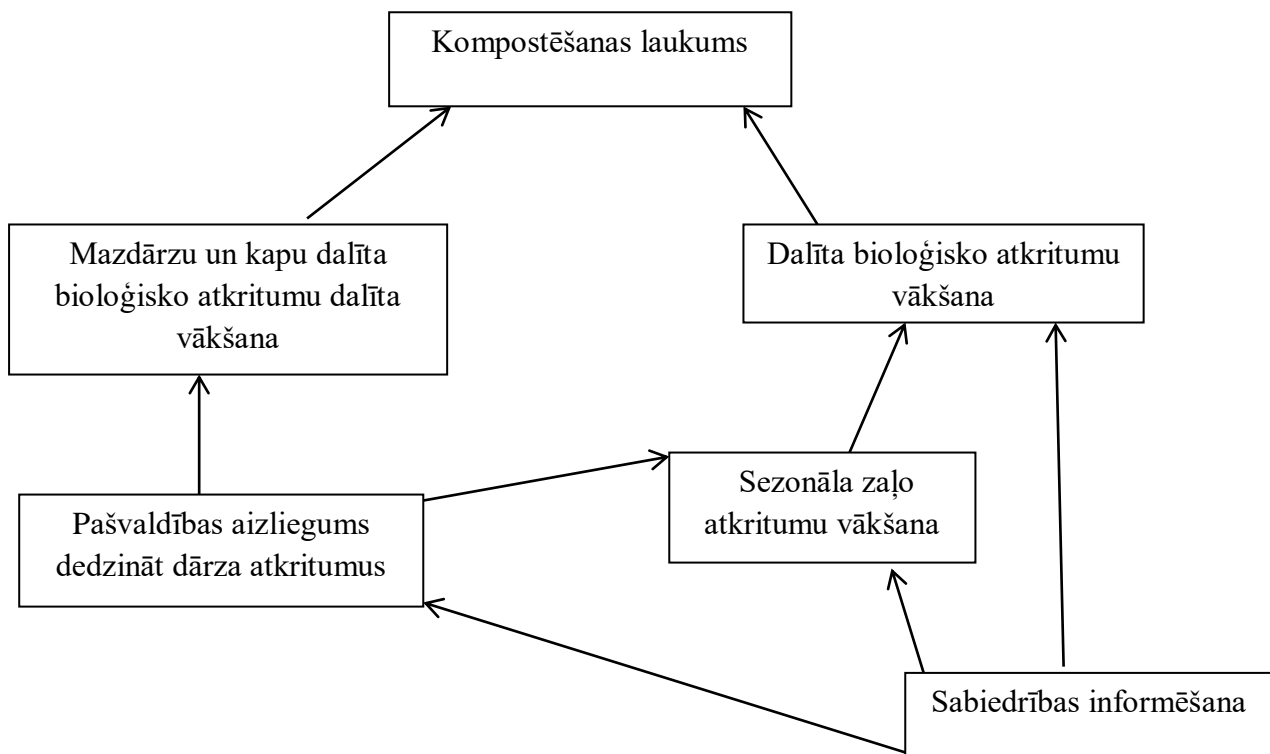 Kompostēšanas laukums
Mazdārzu un kapu dalīta
bioloģisko atkritumu dalīta
vākšana
Dalīta bioloģisko atkritumu
vākšana
Sezonāla zaļo
atkritumu vākšana
Pašvaldības aizliegums
dedzināt dārza atkritumus
Sabiedrības informēšana